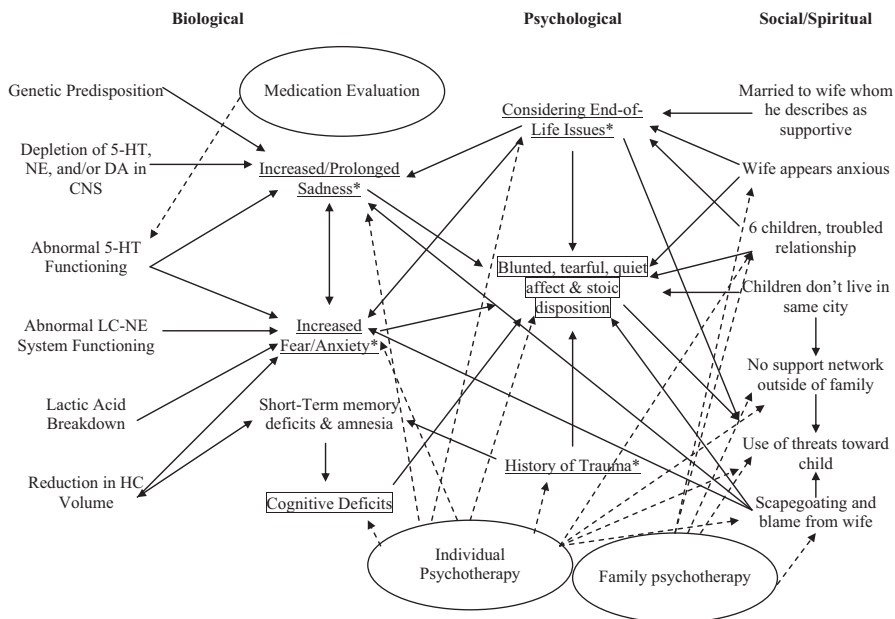 Biological
Psychological
Social/Spiritual
Genetic Predisposition
Depletion of 5-HT,
NE, and/or DA in
CNS
Abnormal 5-HT
Functioning
Abnormal LC-NE
System Functioning
Lactic Acid
Breakdown
Reduction in HC
Volume
Medication Evaluation
Increased/Prolonged
Sadness*
Increased
Fear/Anxiety*
Short-Term memory
deficits & amnesia
Cognitive Deficits
Considering End-of-
Life Issues*
Blunted, tearful, quiet
affect & stoic
disposition
History of Trauma*
Individual
Psychotherapy
Married to wife whom
he describes as
supportive
Wife appears anxious
6 children, troubled
relationship
Children don’t live in
same city
No support network
outside of family
Use of threats toward
child
Scapegoating and
blame from wife
Family psychotherapy